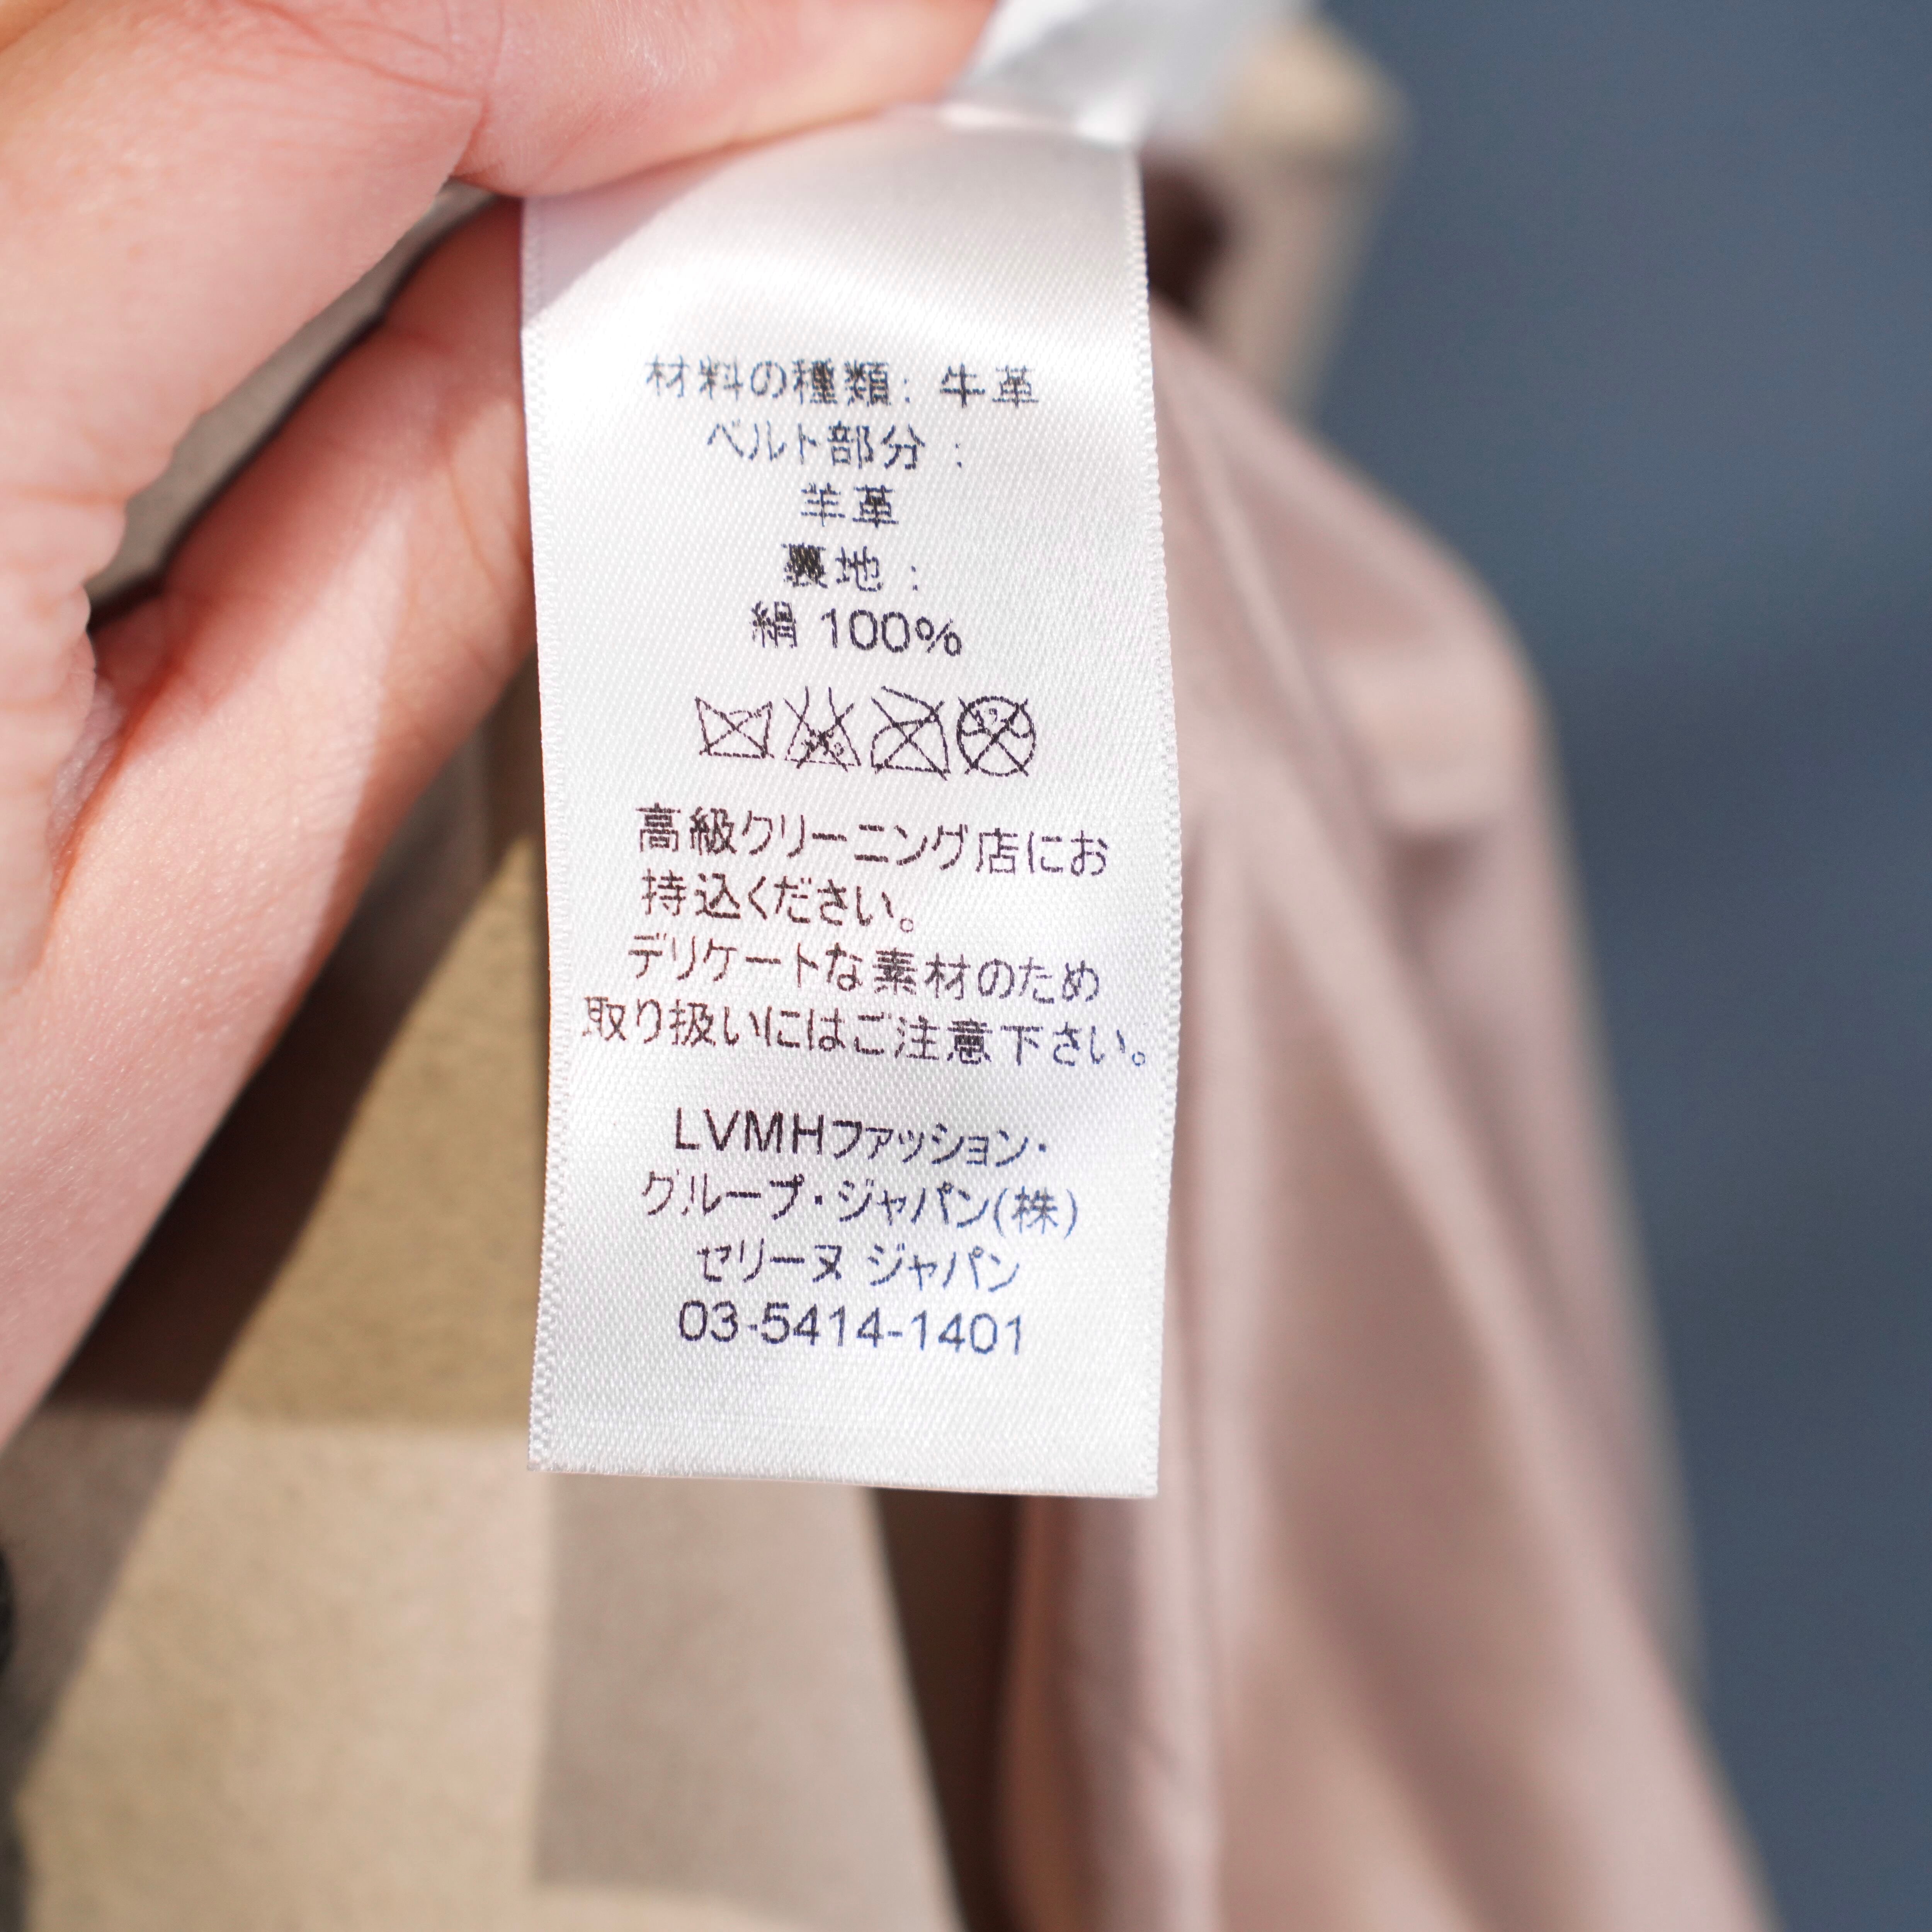 材料の種類: 牛革
ベルト部分 :
羊革
裏地 :
絹 100%
高級クリーニング店にお
持込ください。
デリケートな素材のため
取り扱いにはご注意下さい。
LVMHファッション・
グループ・ジャパン(株)
セリーヌ ジャパン
03-5414-1401